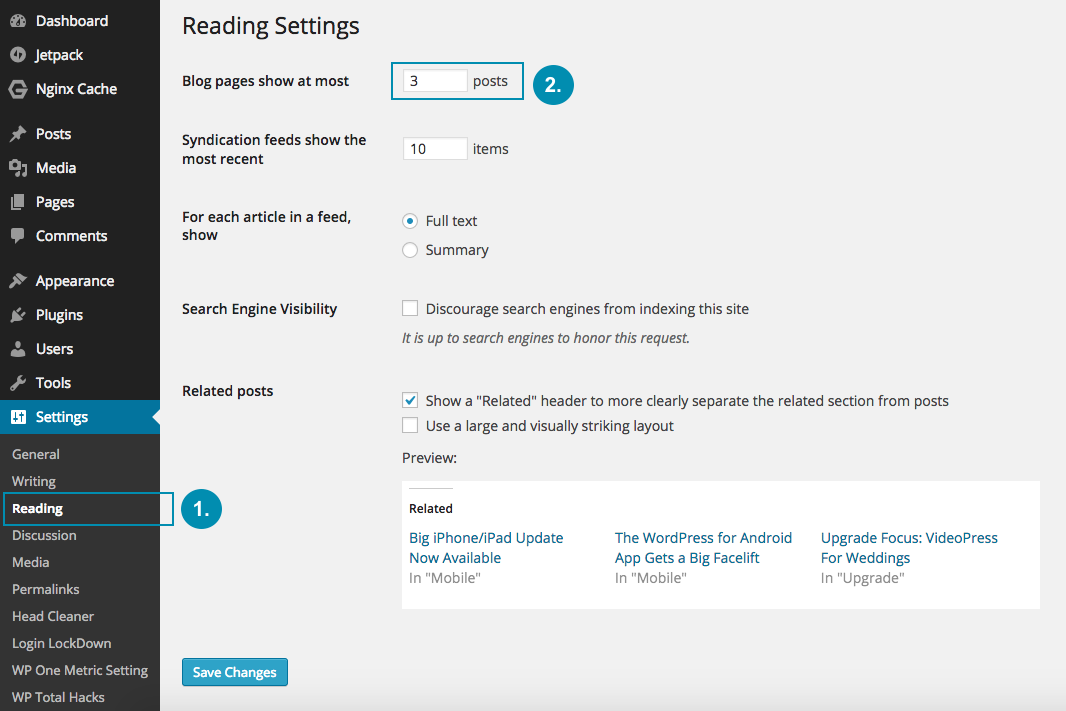 Dashboard
Jetpack
Nginx Cache
Posts
Media
Pages
Comments
Appearance
Plugins
Users
Tools
Settings
General
Writing
Reading
1.
Discussion
Media
Permalinks
Head Cleaner
Login LockDown
WP One Metric Setting
WP Total Hacks
Reading Settings
Blog pages show at most
3 posts
2.
Syndication feeds show the
most recent
10 items
For each article in a feed,
show
Full text
Summary
Search Engine Visibility
Discourage search engines from indexing this site
It is up to search engines to honor this request.
Related posts
Show a "Related" header to more clearly separate the related section from posts
Use a large and visually striking layout
Preview:
Related
Big iPhone/iPad Update
Now Available
In "Mobile"
The WordPress for Android
App Gets a Big Facelift
In "Mobile"
Upgrade Focus: VideoPress
For Weddings
In "Upgrade"
Save Changes